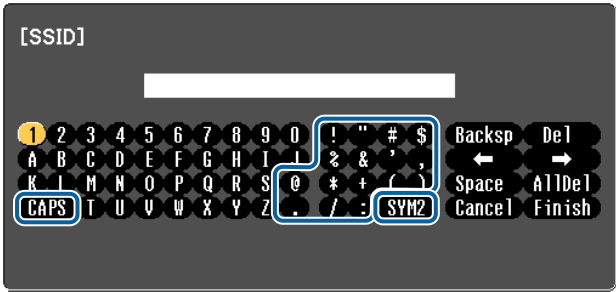 [SSID]
1 2 3 4 5 6 7 8 9 0 ! " # $ Backsp Del
A B C D E F G H I J % & ' , ← →
K L M N O P Q R S @ * + ( ) Space AllDel
CAPS T U V W X Y Z . / : SYM2 Cancel Finish